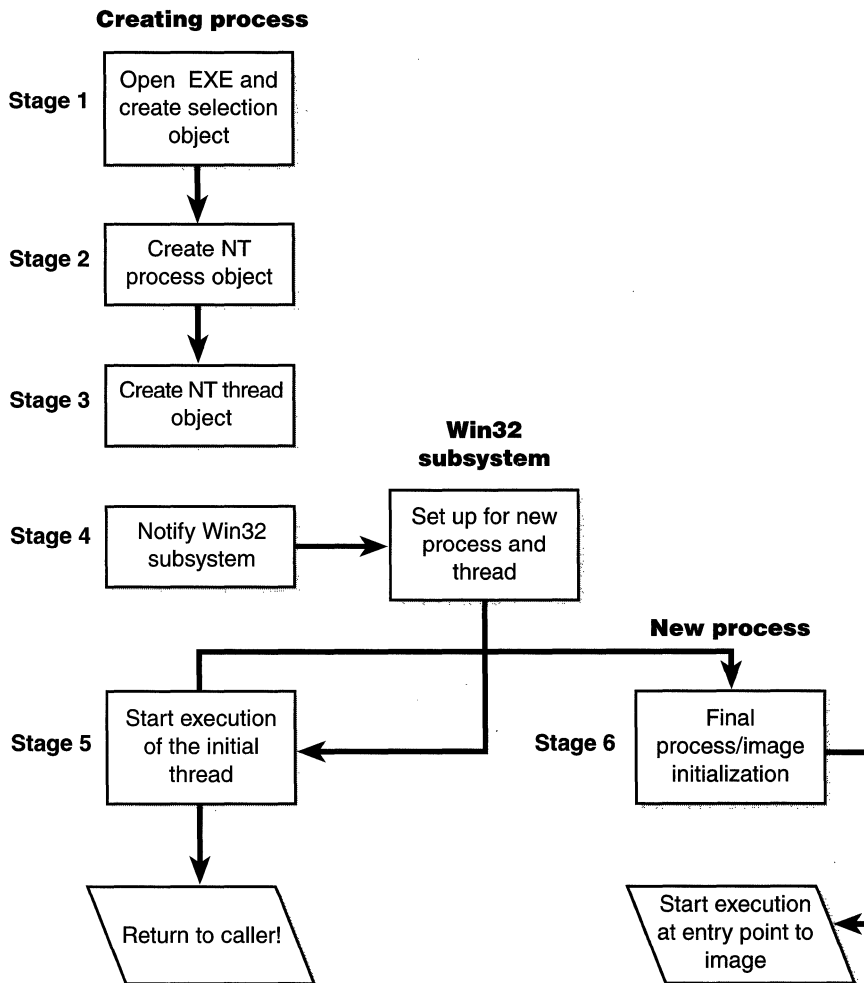 Creating process
Stage 1
Open EXE and
create selection
object
Stage 2
Create NT
process object
Stage 3
Create NT thread
object
Win32
subsystem
Stage 4
Notify Win32
subsystem
Set up for new
process and
thread
New process
Stage 5
Start execution
of the initial
thread
Stage 6
Final
process/image
initialization
Return to caller!
Start execution
at entry point to
image